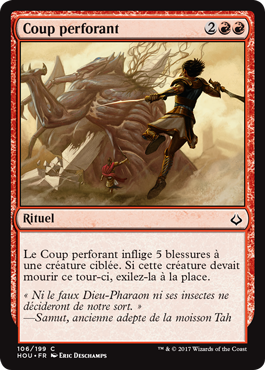 Coup perforant 2
Rituel
Le Coup perforant inflige 5 blessures à
une créature ciblée. Si cette créature devait
mourir ce tour-ci, exilez-la à la place.
« Ni le faux Dieu-Pharaon ni ses insectes ne
décideront de notre sort. »
—Samut, ancienne adepte de la moisson Tah
106/199 C
HOU • FR Eric Deschamps
™ & © 2017 Wizards of the Coast